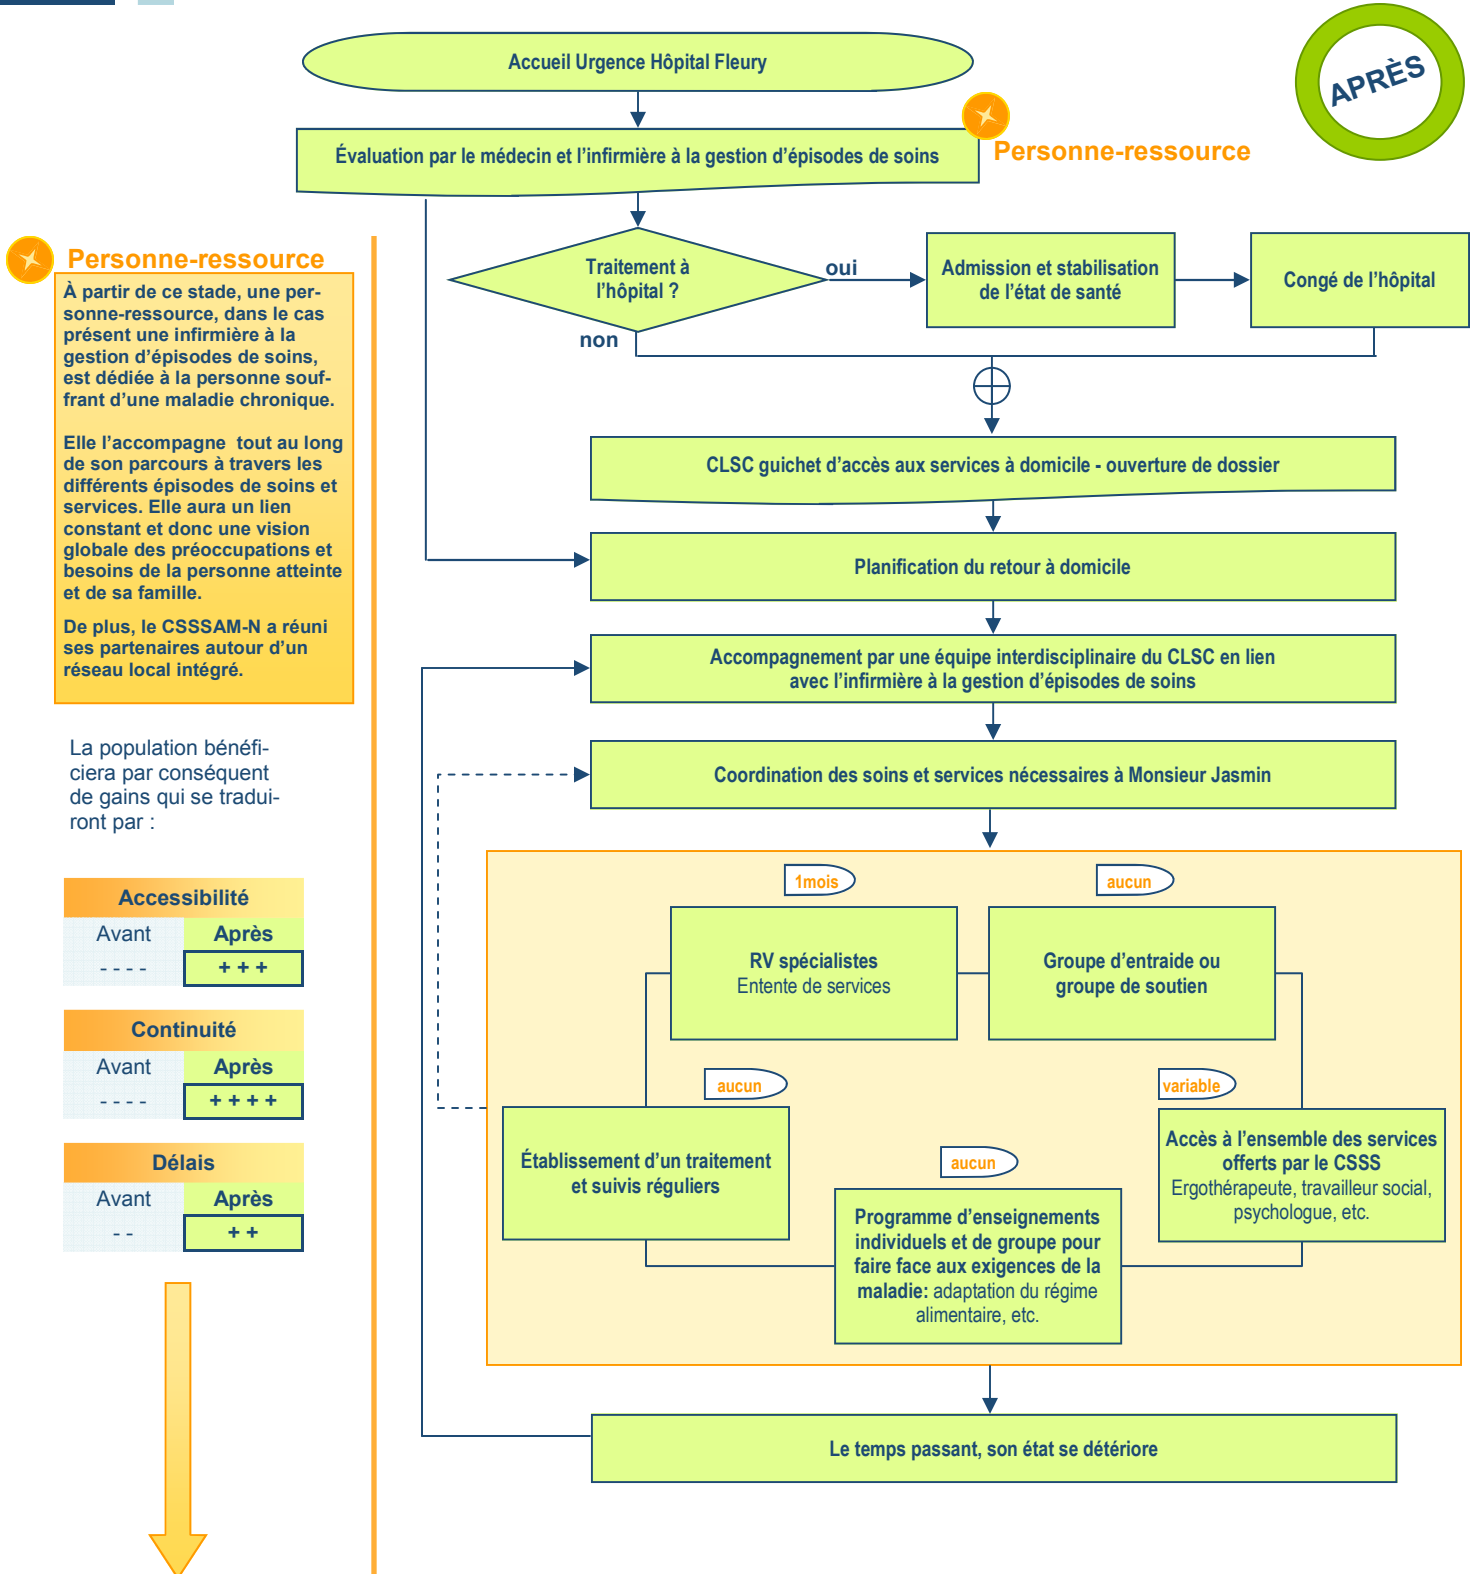 Accueil Urgence Hôpital Fleury
APRÈS
Évaluation par le médecin et l'infirmière à la gestion d'épisodes de soins
Personne-ressource
Traitement à
l'hôpital ?
oui
non
Admission et stabilisation
de l'état de santé
Congé de l'hôpital
CLSC guichet d'accès aux services à domicile - ouverture de dossier
Planification du retour à domicile
Accompagnement par une équipe interdisciplinaire du CLSC en lien
avec l'infirmière à la gestion d'épisodes de soins
Coordination des soins et services nécessaires à Monsieur Jasmin
1mois
RV spécialistes
Entente de services
aucun
Groupe d'entraide ou
groupe de soutien
aucun
Établissement d'un traitement
et suivis réguliers
aucun
Programme d'enseignements
individuels et de groupe pour
faire face aux exigences de la
maladie: adaptation du régime
alimentaire, etc.
variable
Accès à l'ensemble des services
offerts par le CSSS
Ergothérapeute, travailleur social,
psychologue, etc.
Le temps passant, son état se détériore
Personne-ressource
À partir de ce stade, une per-
sonne-ressource, dans le cas
présent une infirmière à la
gestion d'épisodes de soins,
est dédiée à la personne souf-
frant d'une maladie chronique.
Elle l'accompagne tout au long
de son parcours à travers les
différents épisodes de soins et
services. Elle aura un lien
constant et donc une vision
globale des préoccupations et
besoins de la personne atteinte
et de sa famille.
De plus, le CSSSAM-N a réuni
ses partenaires autour d'un
réseau local intégré.
La population bénéfi-
ciera par conséquent
de gains qui se tradui-
ront par :
Accessibilité
Avant Après
- - - - + + +
Continuité
Avant Après
- - - - + + + +
Délais
Avant Après
- - + +